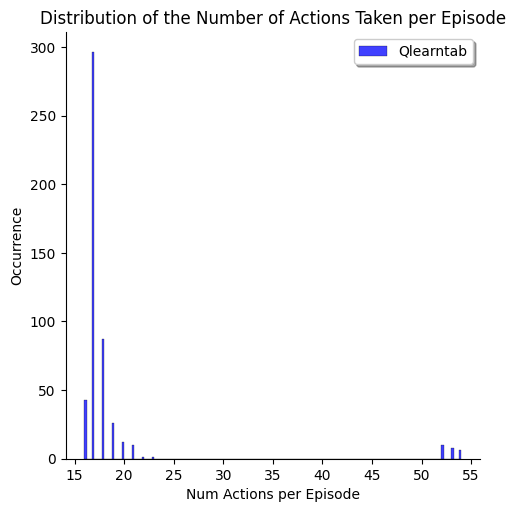 Distribution of the Number of Actions Taken per Episode
Qlearntab
300
250
200
150
100
50
0
Occurrence
15 20 25 30 35 40 45 50 55
Num Actions per Episode